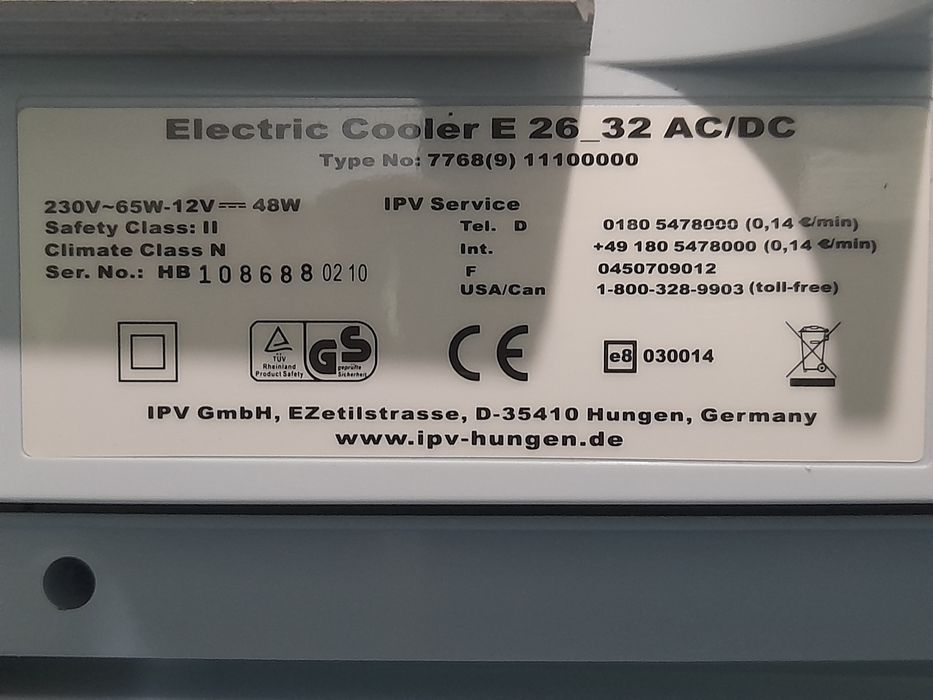 Electric Cooler E 26_32 AC/DC
Type No: 7768(9) 11100000
230V~65W-12V⎓ 48W
Safety Class: II
Climate Class N
Ser. No.: HB 108688 0210
IPV Service
Tel. D 0180 5478000 (0,14 €/min)
Int. +49 180 5478000 (0,14 €/min)
F 0450709012
USA/Can 1-800-328-9903 (toll-free)
TÜV
Rheinland
Product Safety
GS
geprüfte
Sicherheit
CE
e8 030014
IPV GmbH, EZetilstrasse, D-35410 Hungen, Germany
www.ipv-hungen.de